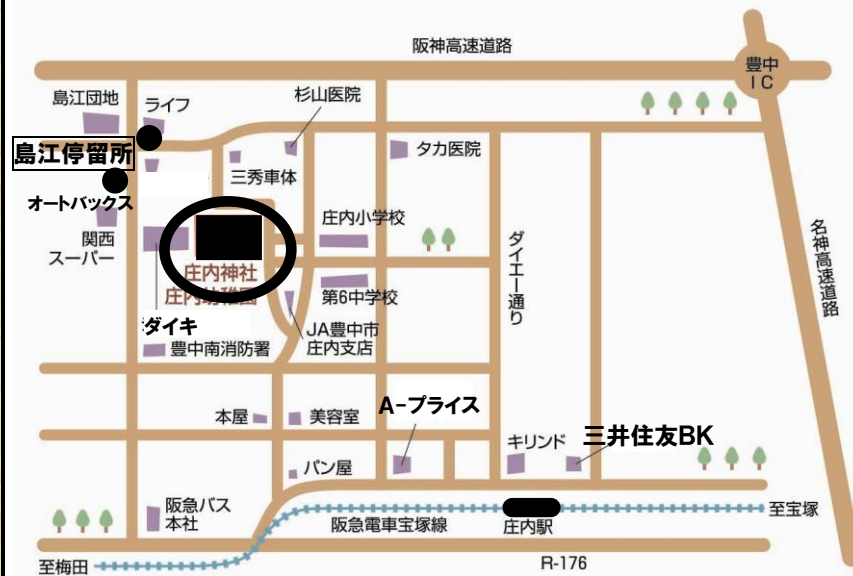 阪神高速道路
豊中
IC
島江団地
ライフ
杉山医院
島江停留所
三秀車体
タカ医院
オートバックス
関西
スーパー
庄内小学校
庄内神社
庄内幼稚園
第6中学校
ダイエー通り
名神高速道路
ダイキ
JA豊中市
庄内支店
豊中南消防署
本屋
美容室
A-プライス
キリンド
三井住友BK
パン屋
阪急バス
本社
阪急電車宝塚線
庄内駅
至宝塚
至梅田
R-176